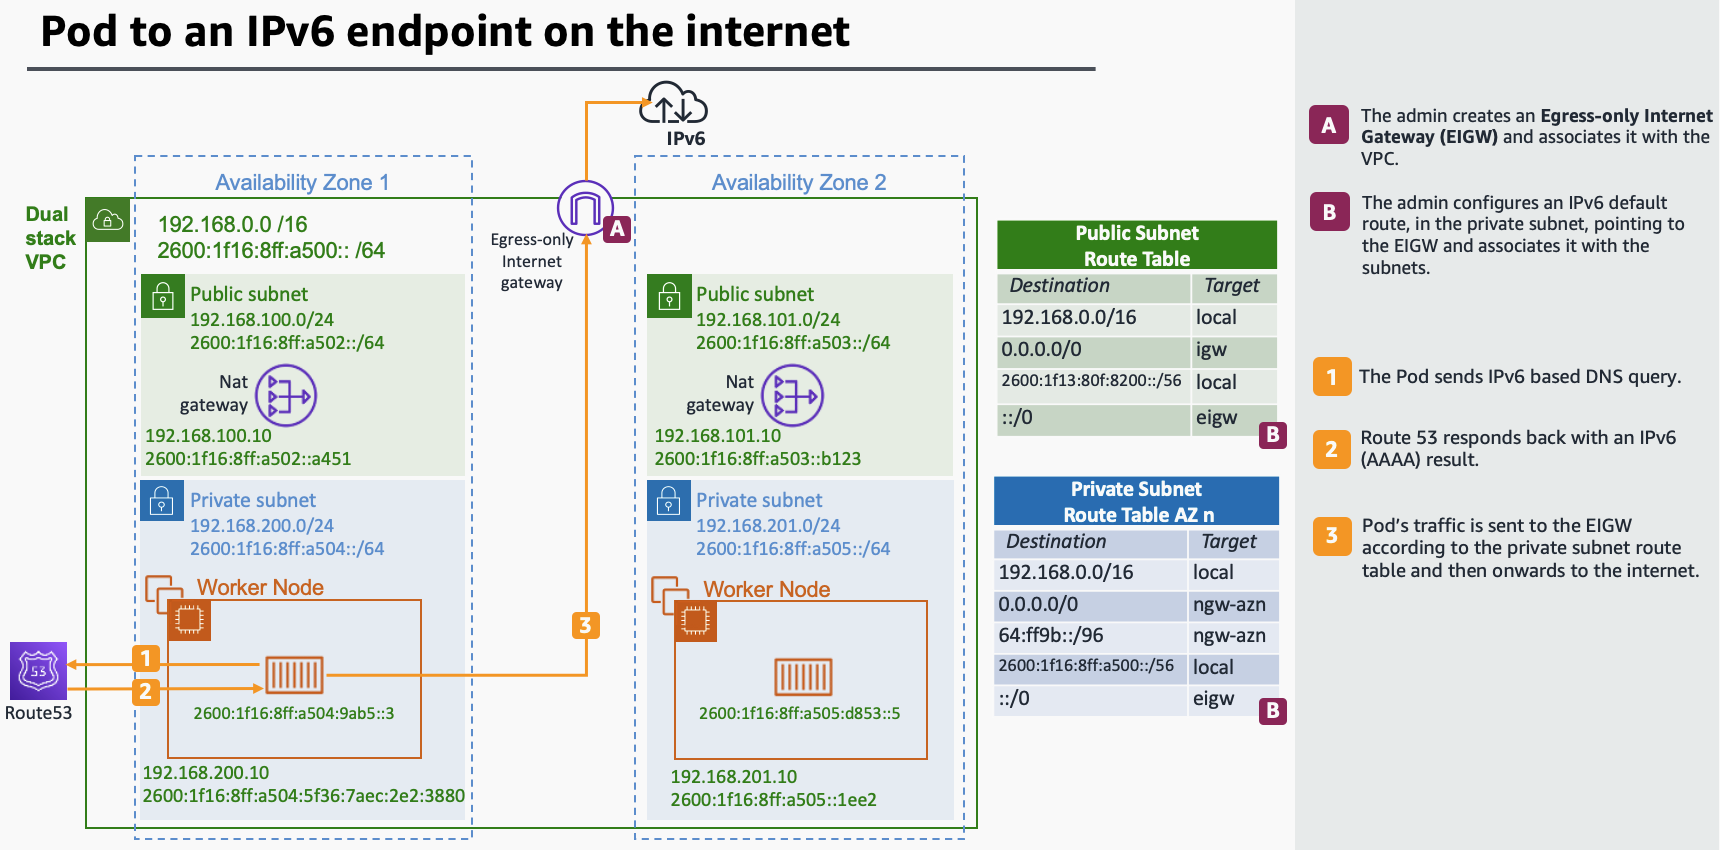 Pod to an IPv6 endpoint on the internet
IPv6
Availability Zone 1
Availability Zone 2
Dual
stack
VPC
192.168.0.0 /16
2600:1f16:8ff:a500:: /64
Egress-only
Internet
gateway
A
Public subnet
192.168.100.0/24
2600:1f16:8ff:a502::/64
Nat
gateway
192.168.100.10
2600:1f16:8ff:a502::a451
Public subnet
192.168.101.0/24
2600:1f16:8ff:a503::/64
Nat
gateway
192.168.101.10
2600:1f16:8ff:a503::b123
Private subnet
192.168.200.0/24
2600:1f16:8ff:a504::/64
Worker Node
1
2
53
Route53
2600:1f16:8ff:a504:9ab5::3
192.168.200.10
2600:1f16:8ff:a504:5f36:7aec:2e2:3880
3
Private subnet
192.168.201.0/24
2600:1f16:8ff:a505::/64
Worker Node
2600:1f16:8ff:a505:d853::5
192.168.201.10
2600:1f16:8ff:a505::1ee2
Public Subnet
Route Table
Destination Target
192.168.0.0/16 local
0.0.0.0/0 igw
2600:1f13:80f:8200::/56 local
::/0 eigw
B
Private Subnet
Route Table AZ n
Destination Target
192.168.0.0/16 local
0.0.0.0/0 ngw-azn
64:ff9b::/96 ngw-azn
2600:1f16:8ff:a500::/56 local
::/0 eigw
B
A
The admin creates an Egress-only Internet
Gateway (EIGW) and associates it with the
VPC.
B
The admin configures an IPv6 default
route, in the private subnet, pointing to
the EIGW and associates it with the
subnets.
1
The Pod sends IPv6 based DNS query.
2
Route 53 responds back with an IPv6
(AAAA) result.
3
Pod’s traffic is sent to the EIGW
according to the private subnet route
table and then onwards to the internet.